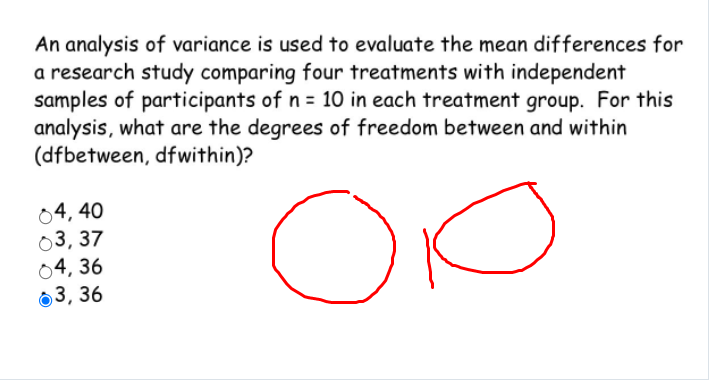 An analysis of variance is used to evaluate the mean differences for
a research study comparing four treatments with independent
samples of participants of n = 10 in each treatment group. For this
analysis, what are the degrees of freedom between and within
(dfbetween, dfwithin)?
4, 40
3, 37
4, 36
3, 36